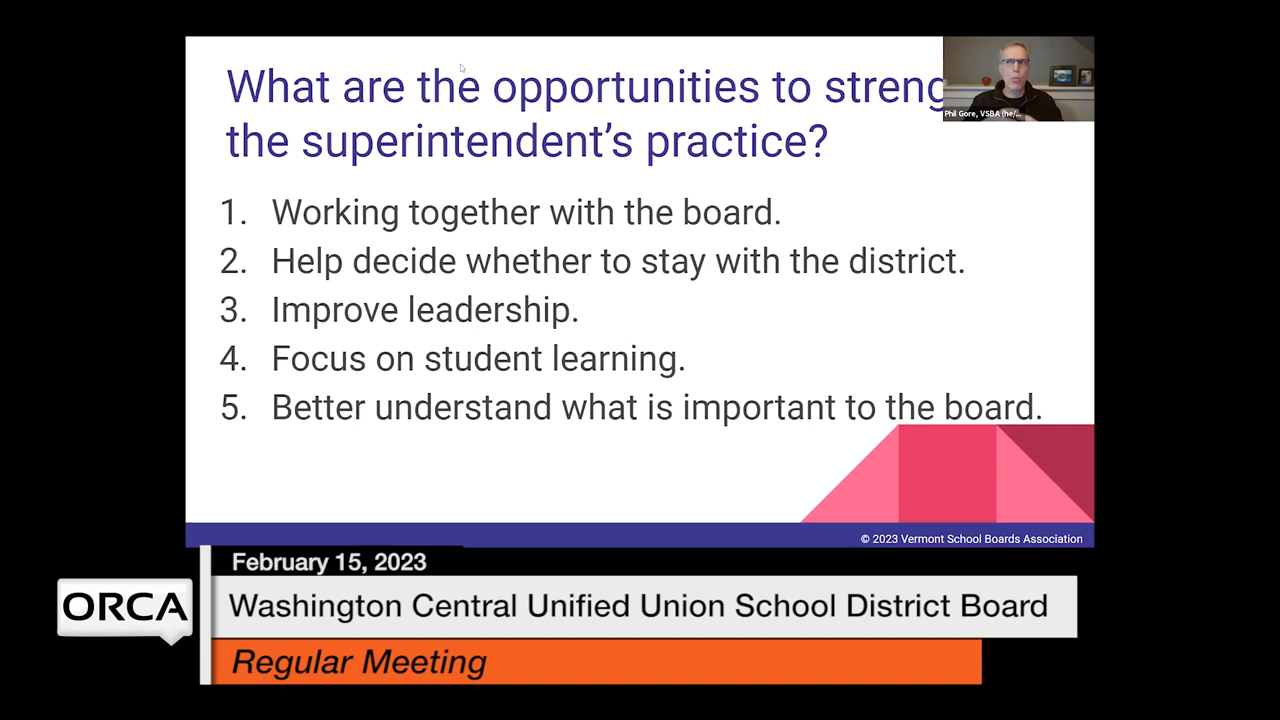 What are the opportunities to streng
the superintendent's practice?
Phil Gore, VSBA (he/...
1. Working together with the board.
2. Help decide whether to stay with the district.
3. Improve leadership.
4. Focus on student learning.
5. Better understand what is important to the board.
© 2023 Vermont School Boards Association
February 15, 2023
ORCA
Washington Central Unified Union School District Board
Regular Meeting